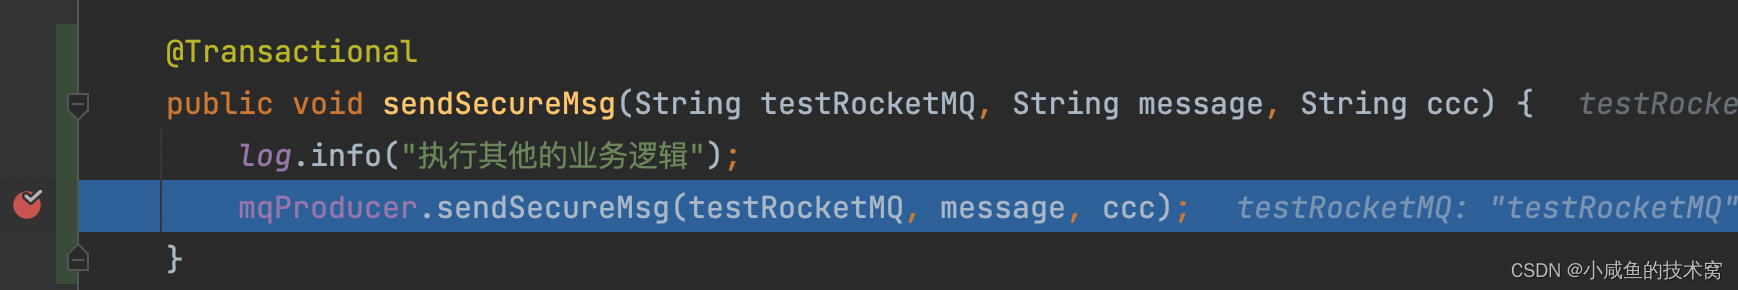 @Transactional
public void sendSecureMsg(String testRocketMQ, String message, String ccc) { testRocke
log.info("执行其他的业务逻辑");
mqProducer.sendSecureMsg(testRocketMQ, message, ccc); testRocketMQ: "testRocketMQ"
}
CSDN @小咸鱼的技术窝